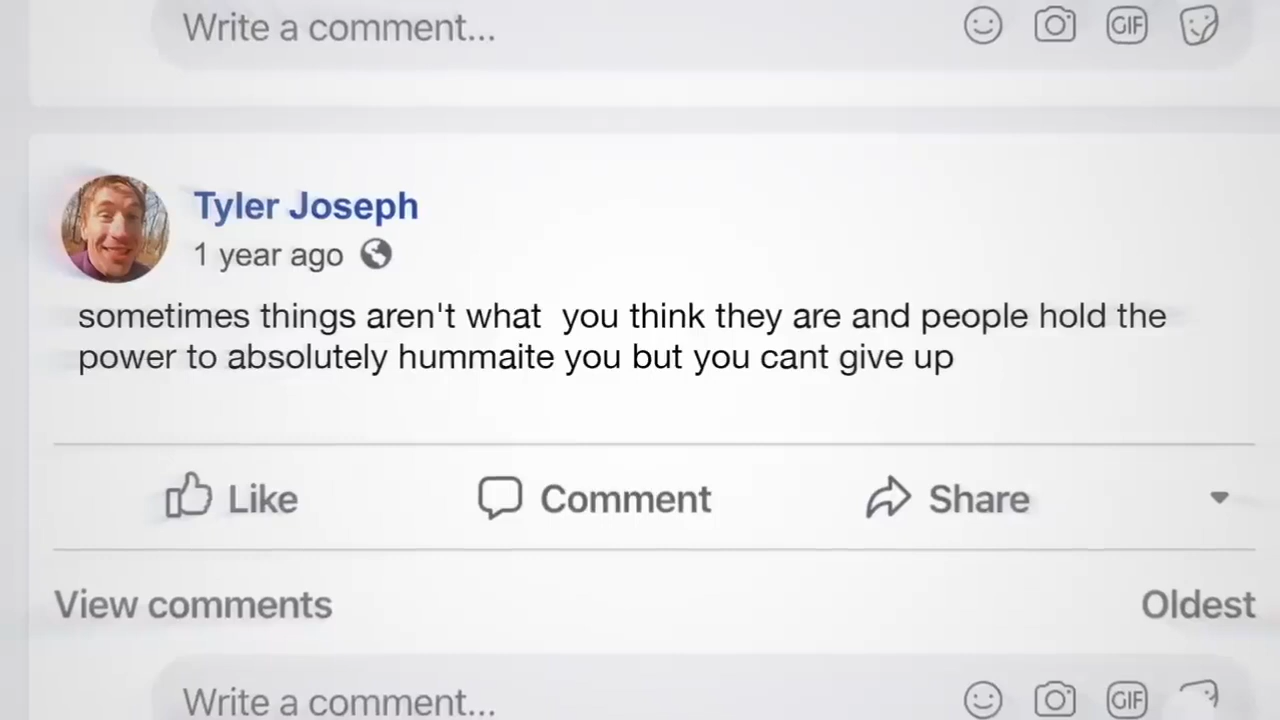 Write a comment...
GIF
Tyler Joseph
1 year ago
sometimes things aren't what  you think they are and people hold the
power to absolutely hummaite you but you cant give up
Like
Comment
Share
View comments
Oldest
Write a comment...
GIF